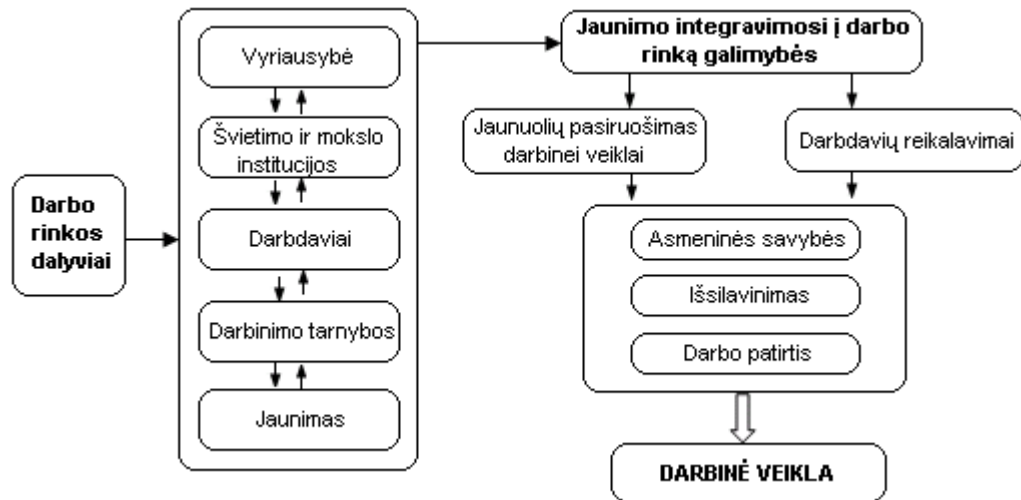 Darbo
rinkos
dalyviai
Vyriausybė
Švietimo ir mokslo
institucijos
Darbdaviai
Darbinimo tarnybos
Jaunimas
Jaunimo integravimosi į darbo
rinką galimybės
Jaunuolių pasiruošimas
darbinei veiklai
Darbdavių reikalavimai
Asmeninės savybės
Išsilavinimas
Darbo patirtis
DARBINĖ VEIKLA